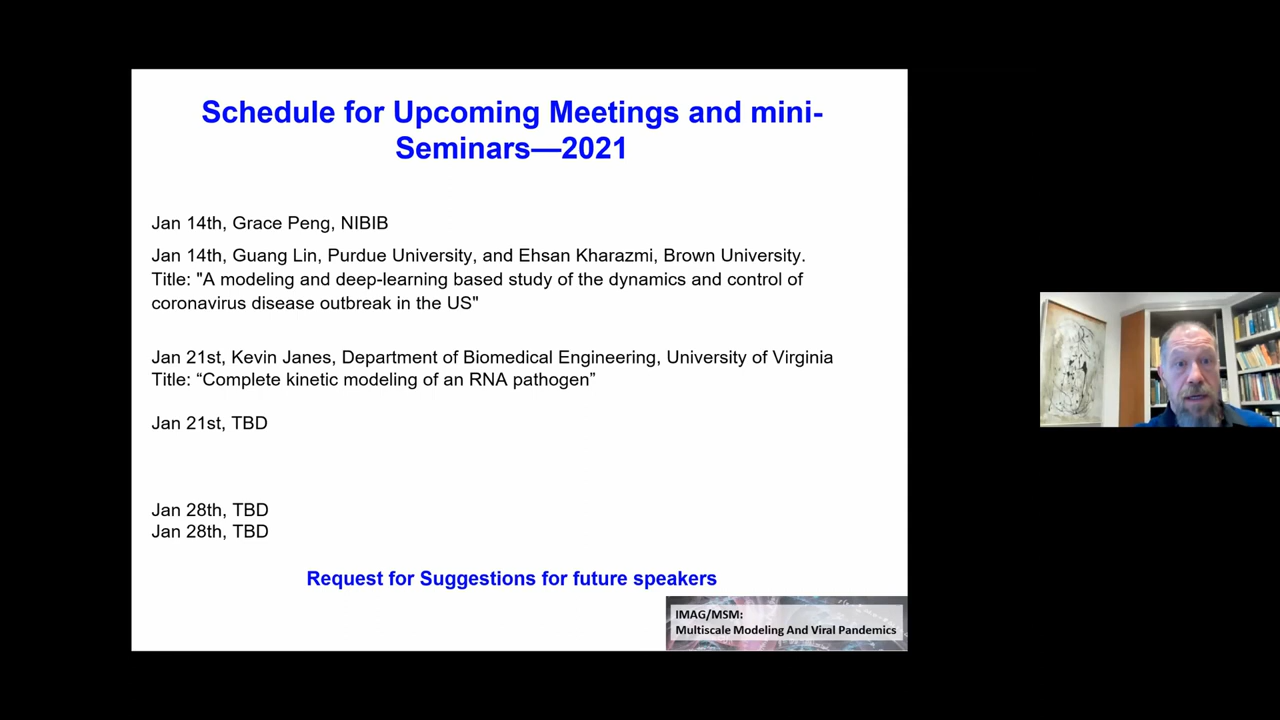 Schedule for Upcoming Meetings and mini-
Seminars—2021
Jan 14th, Grace Peng, NIBIB
Jan 14th, Guang Lin, Purdue University, and Ehsan Kharazmi, Brown University.
Title: "A modeling and deep-learning based study of the dynamics and control of
coronavirus disease outbreak in the US"
Jan 21st, Kevin Janes, Department of Biomedical Engineering, University of Virginia
Title: “Complete kinetic modeling of an RNA pathogen”
Jan 21st, TBD
Jan 28th, TBD
Jan 28th, TBD
Request for Suggestions for future speakers
IMAG/MSM:
Multiscale Modeling And Viral Pandemics